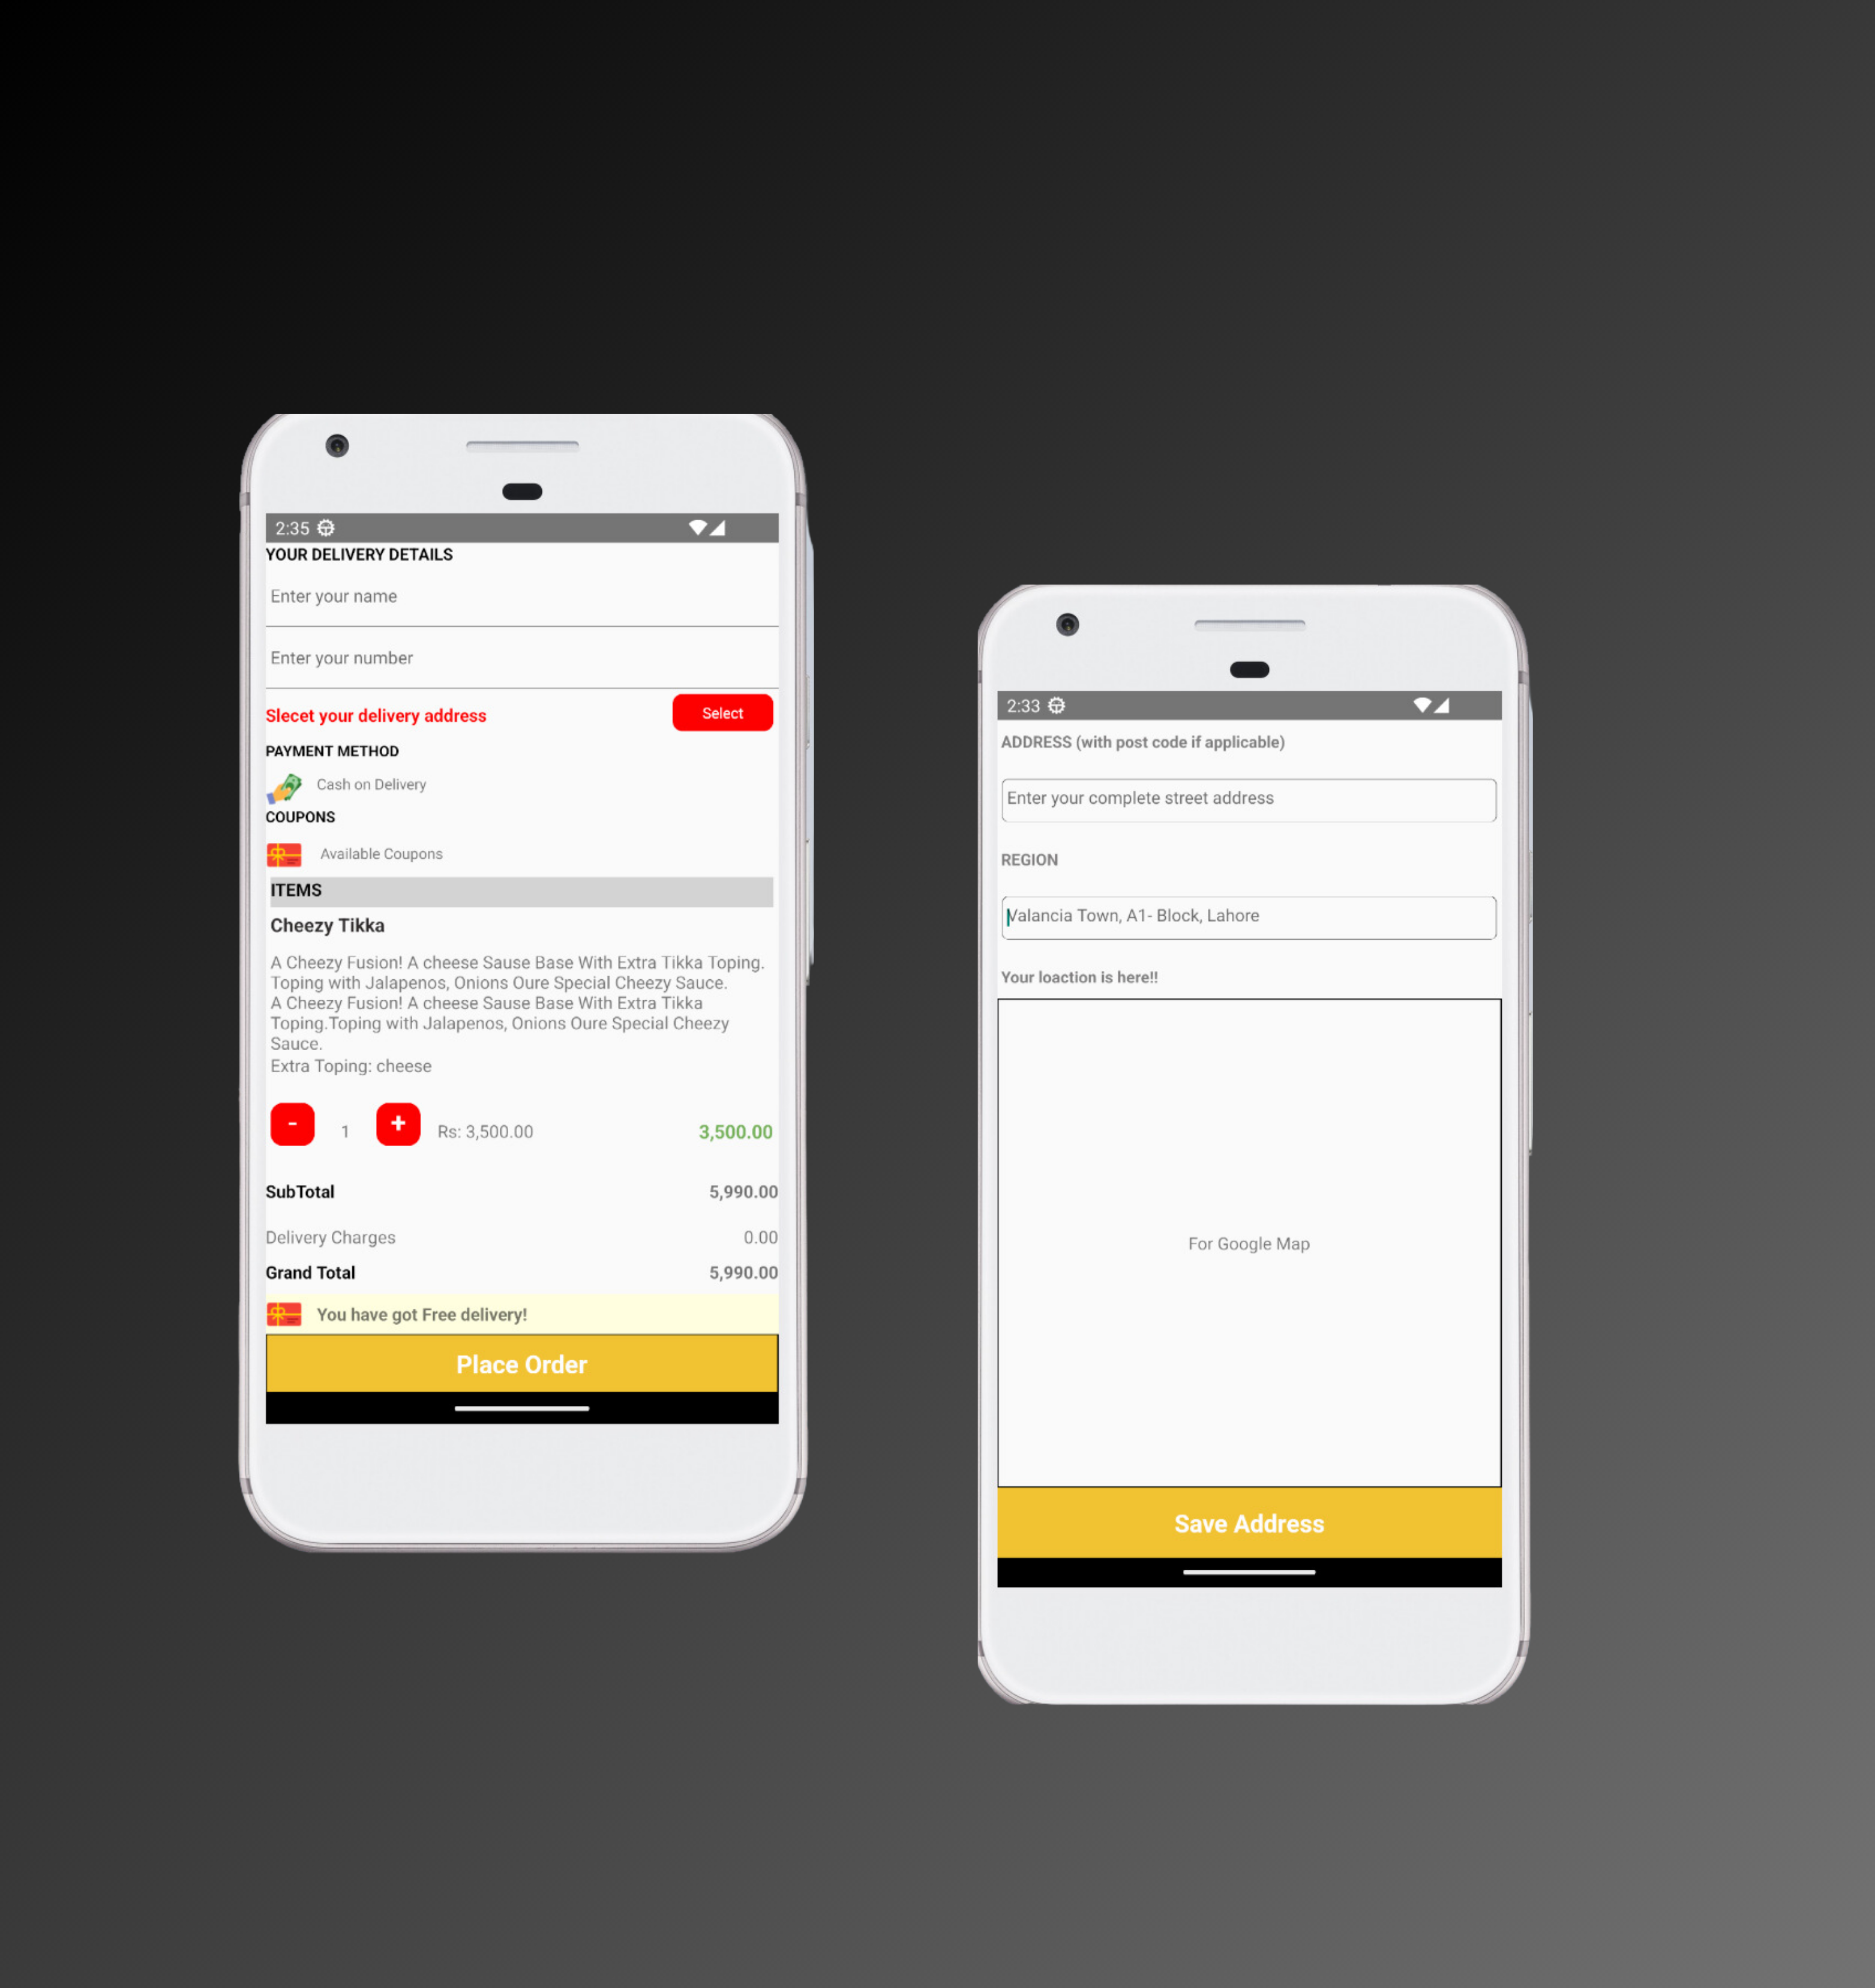 2:35
YOUR DELIVERY DETAILS
Enter your name
Enter your number
Slecet your delivery address
Select
PAYMENT METHOD
Cash on Delivery
COUPONS
Available Coupons
ITEMS
Cheezy Tikka
A Cheezy Fusion! A cheese Sause Base With Extra Tikka Toping.
Toping with Jalapenos, Onions Oure Special Cheezy Sauce.
A Cheezy Fusion! A cheese Sause Base With Extra Tikka
Toping.Toping with Jalapenos, Onions Oure Special Cheezy
Sauce.
Extra Toping: cheese
- 1 + Rs: 3,500.00 3,500.00
SubTotal 5,990.00
Delivery Charges 0.00
Grand Total 5,990.00
You have got Free delivery!
Place Order
2:33
ADDRESS (with post code if applicable)
Enter your complete street address
REGION
Valancia Town, A1- Block, Lahore
Your loaction is here!!
For Google Map
Save Address